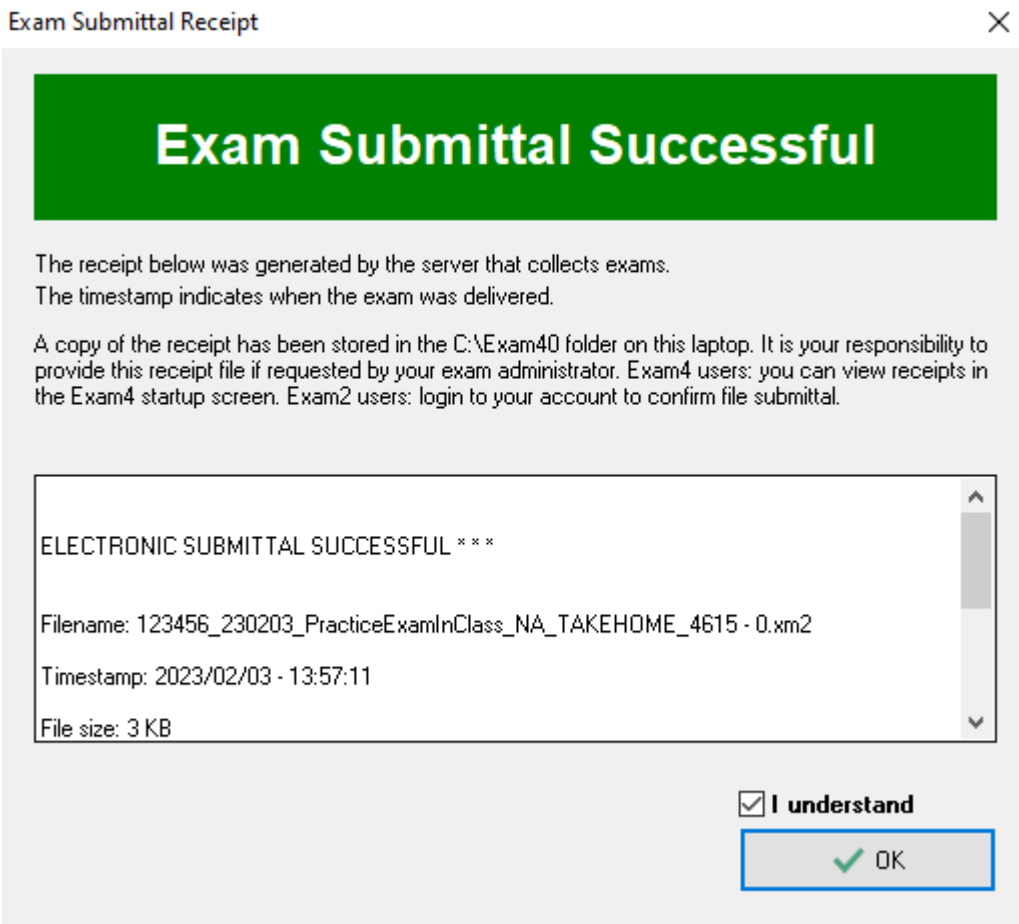 Exam Submittal Receipt
Exam Submittal Successful
The receipt below was generated by the server that collects exams.
The timestamp indicates when the exam was delivered.
A copy of the receipt has been stored in the C:\Exam40 folder on this laptop. It is your responsibility to
provide this receipt file if requested by your exam administrator. Exam4 users: you can view receipts in
the Exam4 startup screen. Exam2 users: login to your account to confirm file submittal.
ELECTRONIC SUBMITTAL SUCCESSFUL * * *
Filename: 123456_230203_PracticeExamInClass_NA_TAKEHOME_4615 - 0.xm2
Timestamp: 2023/02/03 - 13:57:11
File size: 3 KB
I understand
OK